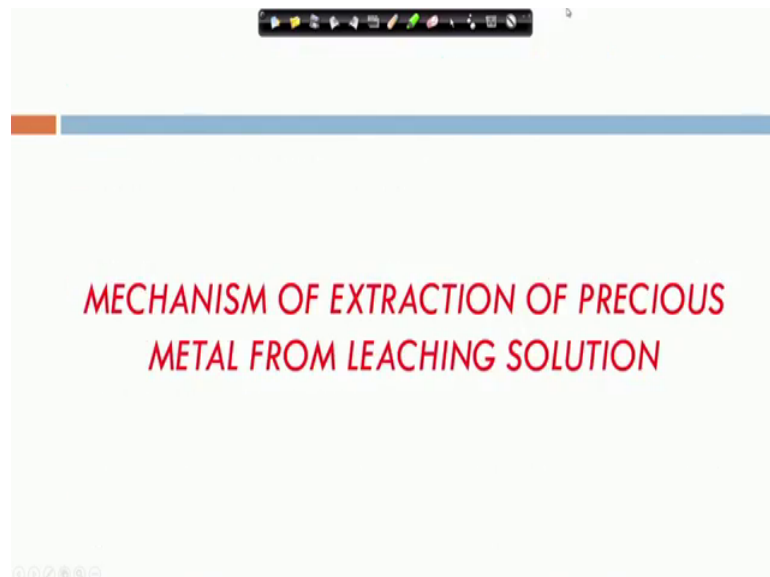 MECHANISM OF EXTRACTION OF PRECIOUS
METAL FROM LEACHING SOLUTION